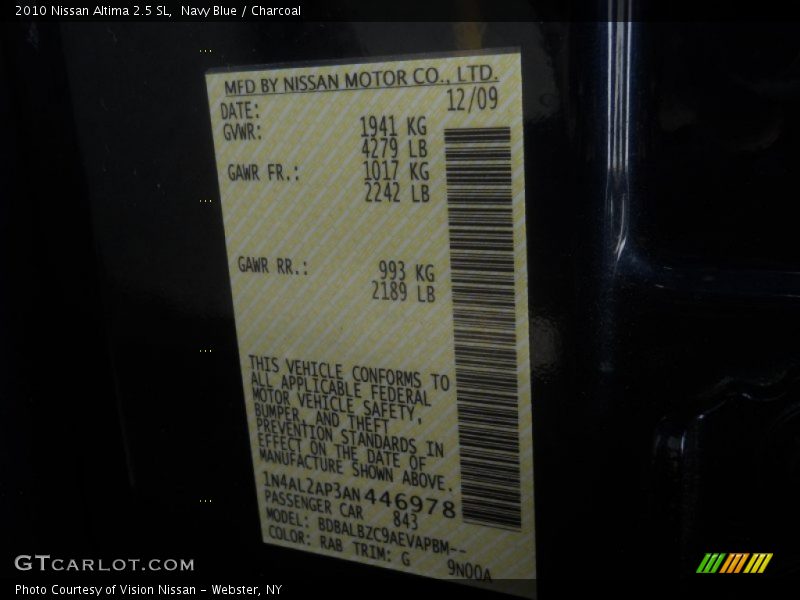 2010 Nissan Altima 2.5 SL,  Navy Blue / Charcoal
MFD BY NISSAN MOTOR CO., LTD.
DATE: 12/09
GVWR: 1941 KG
4279 LB
GAWR FR.: 1017 KG
2242 LB
GAWR RR.: 993 KG
2189 LB
THIS VEHICLE CONFORMS TO
ALL APPLICABLE FEDERAL
MOTOR VEHICLE SAFETY,
BUMPER, AND THEFT
PREVENTION STANDARDS IN
EFFECT ON THE DATE OF
MANUFACTURE SHOWN ABOVE.
1N4AL2AP3AN446978
PASSENGER CAR 843
MODEL: BDBALBZC9AEVAPBM--
COLOR: RAB TRIM: G 9N00A
GTCARLOT.COM
Photo Courtesy of Vision Nissan - Webster, NY